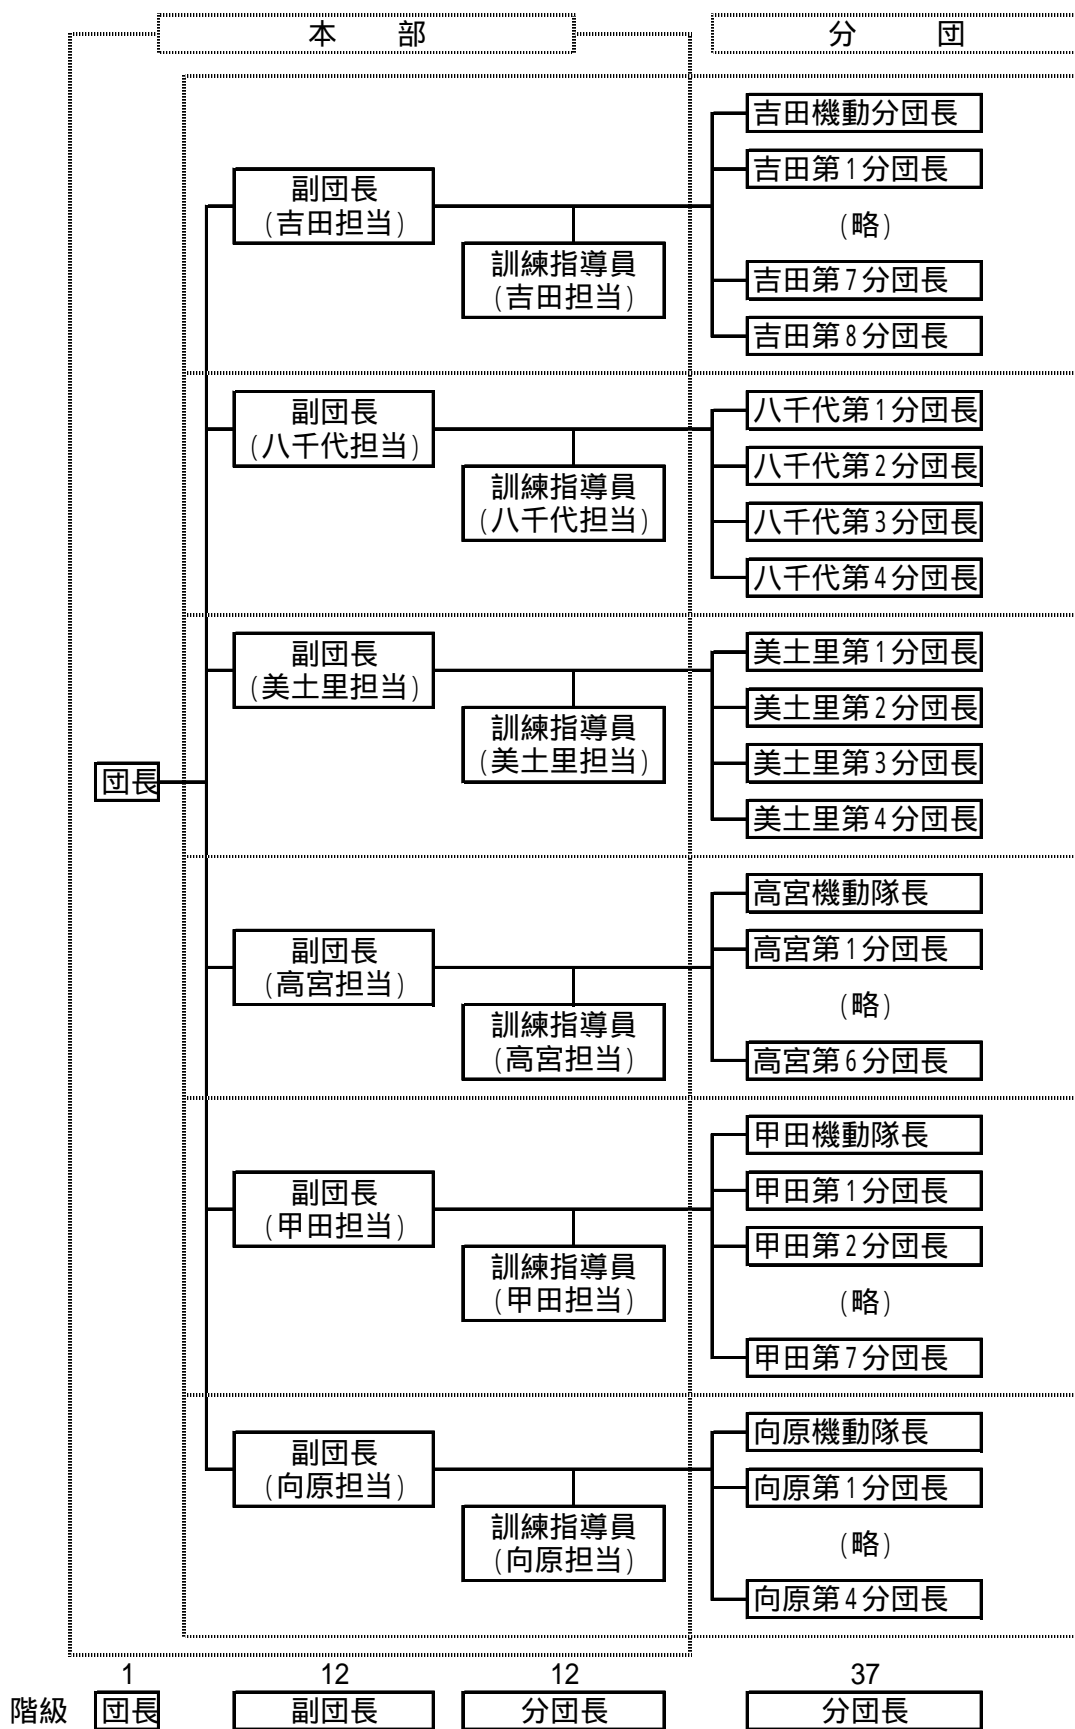 本　部
分　団
吉田機動分団長
吉田第1分団長
副団長
(吉田担当)
(略)
訓練指導員
(吉田担当)
吉田第7分団長
吉田第8分団長
副団長
(八千代担当)
八千代第1分団長
八千代第2分団長
訓練指導員
(八千代担当)
八千代第3分団長
八千代第4分団長
副団長
(美土里担当)
美土里第1分団長
美土里第2分団長
訓練指導員
(美土里担当)
美土里第3分団長
団長
美土里第4分団長
高宮機動隊長
副団長
(高宮担当)
高宮第1分団長
(略)
訓練指導員
(高宮担当)
高宮第6分団長
甲田機動隊長
副団長
(甲田担当)
甲田第1分団長
甲田第2分団長
訓練指導員
(甲田担当)
(略)
甲田第7分団長
向原機動隊長
副団長
(向原担当)
向原第1分団長
訓練指導員
(向原担当)
(略)
向原第4分団長
1 12 12 37
階級 団長 副団長 分団長 分団長